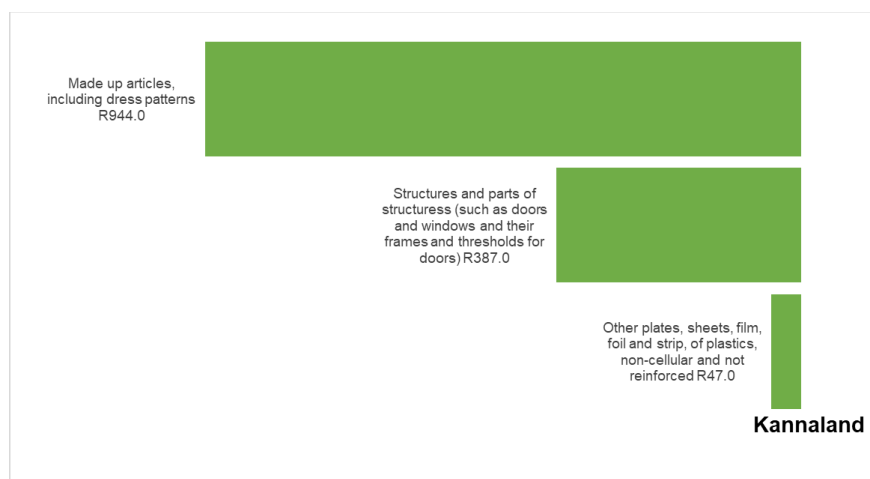 Made up articles,
including dress patterns
R944.0
Structures and parts of
structuress (such as doors
and windows and their
frames and thresholds for
doors) R387.0
Other plates, sheets, film,
foil and strip, of plastics,
non-cellular and not
reinforced R47.0
Kannaland